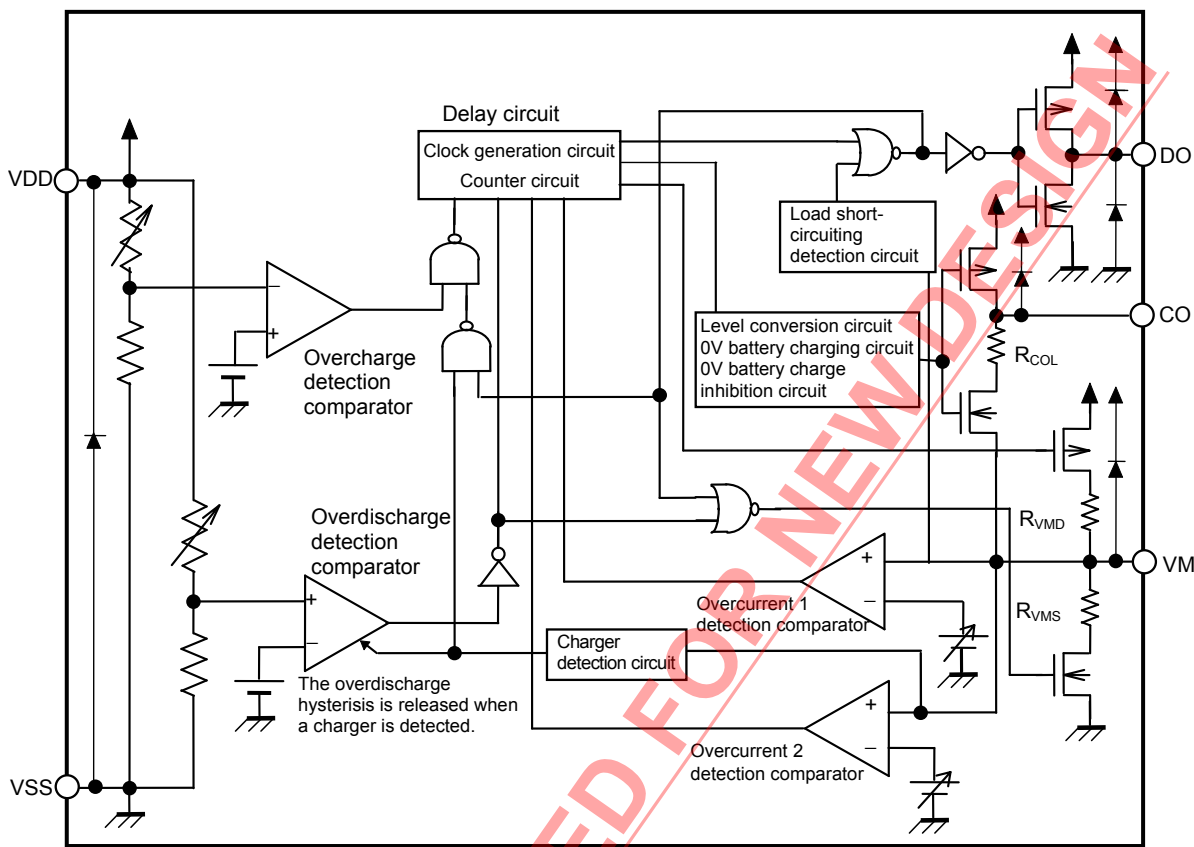 Delay circuit
Clock generation circuit
Counter circuit
VDD
DO
Load short-
circuiting
detection circuit
CO
Level conversion circuit
0V battery charging circuit
0V battery charge
inhibition circuit
RCOL
−
+
Overcharge
detection
comparator
Overdischarge
detection
comparator
RVMD
VM
+
−
Overcurrent 1
detection comparator
RVMS
+
−
Charger
detection circuit
The overdischarge
hysterisis is released when
a charger is detected.
+
−
Overcurrent 2
detection comparator
VSS
ED FOR NEW DESIGN